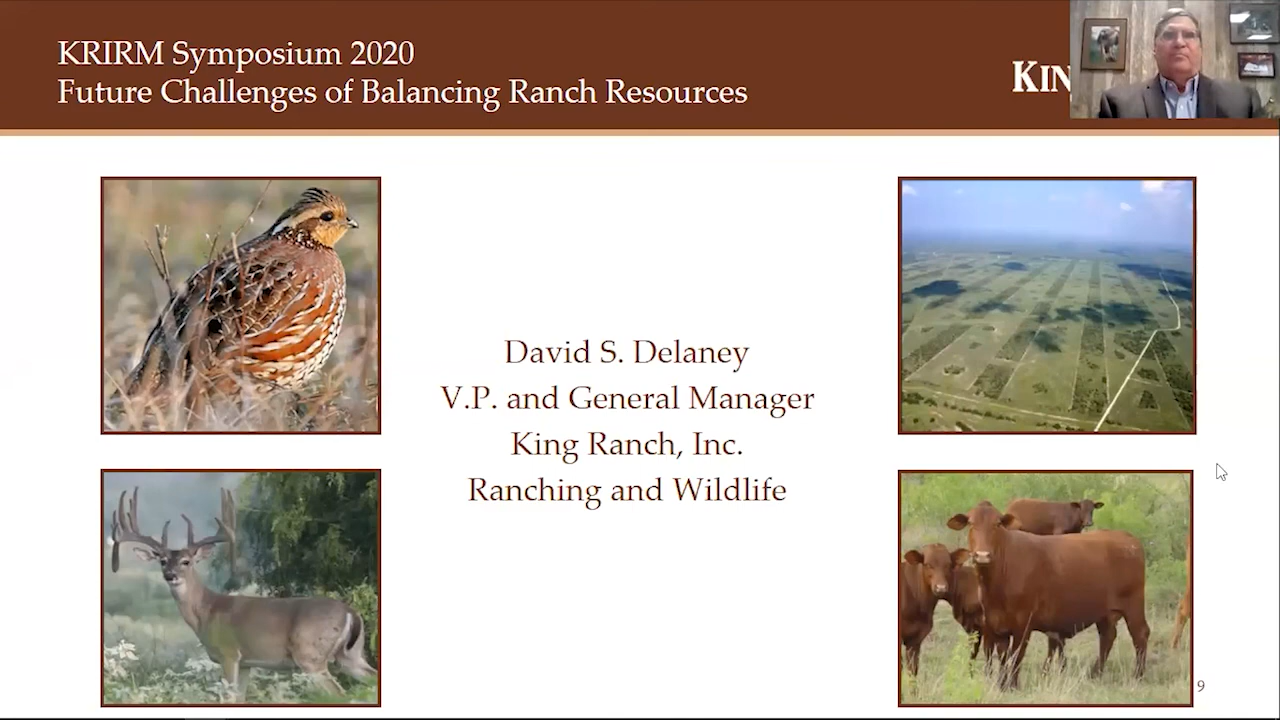 KRIRM Symposium 2020
Future Challenges of Balancing Ranch Resources
KIN
David S. Delaney
V.P. and General Manager
King Ranch, Inc.
Ranching and Wildlife
9